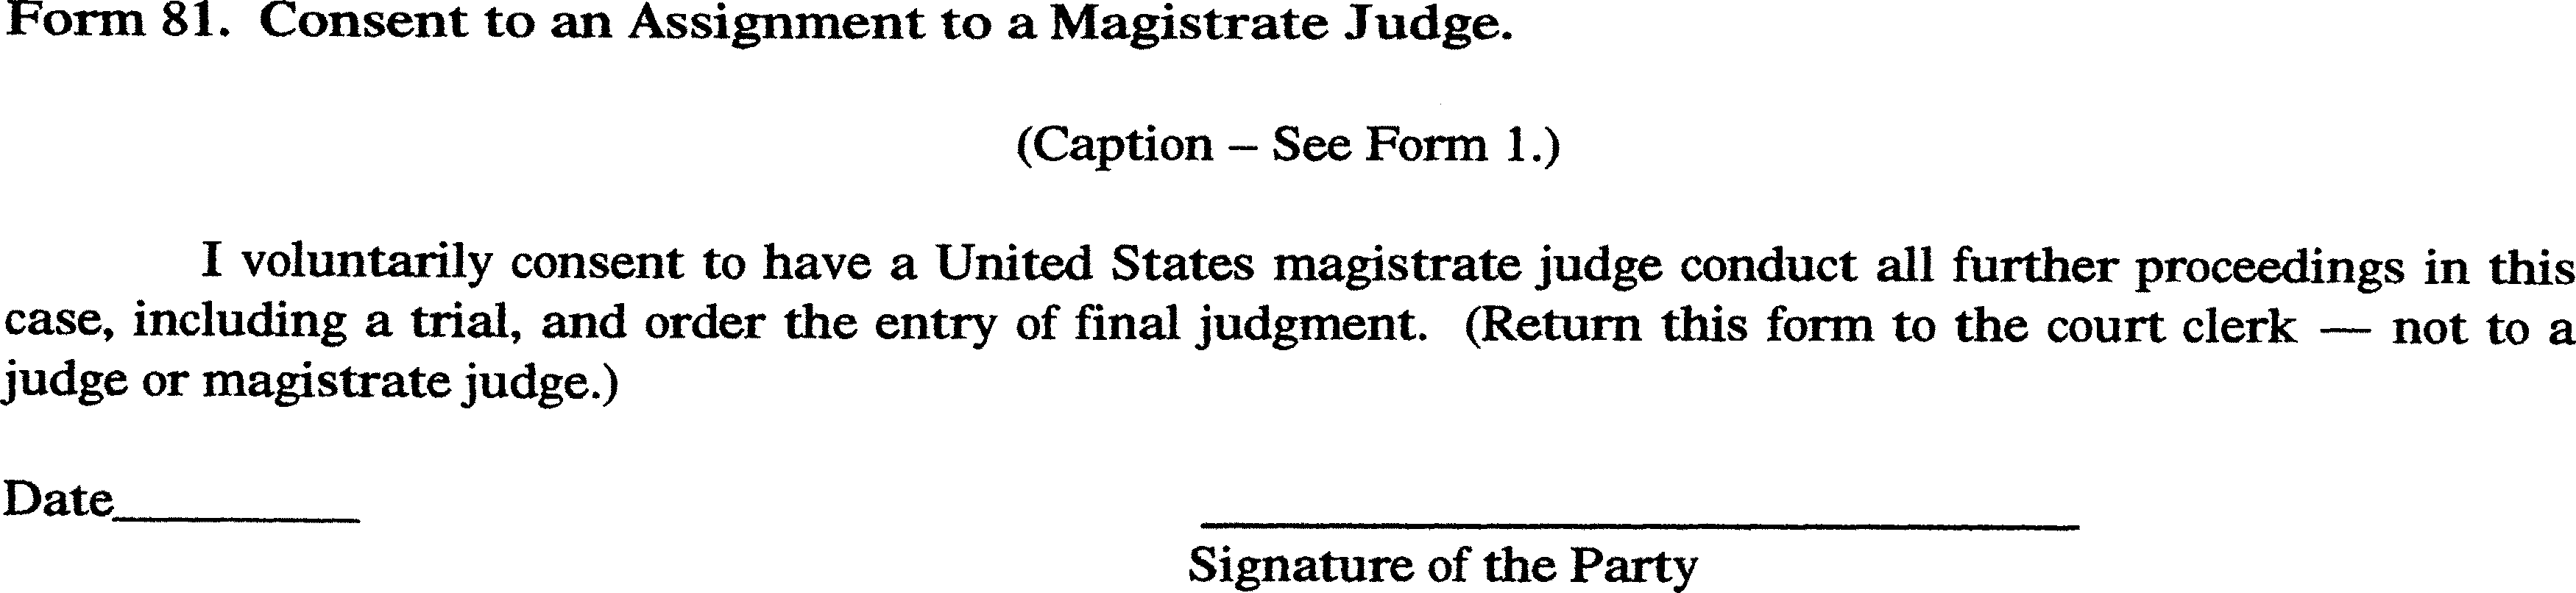 Form 81. Consent to an Assignment to a Magistrate Judge.
(Caption – See Form 1.)
I voluntarily consent to have a United States magistrate judge conduct all further proceedings in this
case, including a trial, and order the entry of final judgment. (Return this form to the court clerk — not to a
judge or magistrate judge.)
Date__________
Signature of the Party